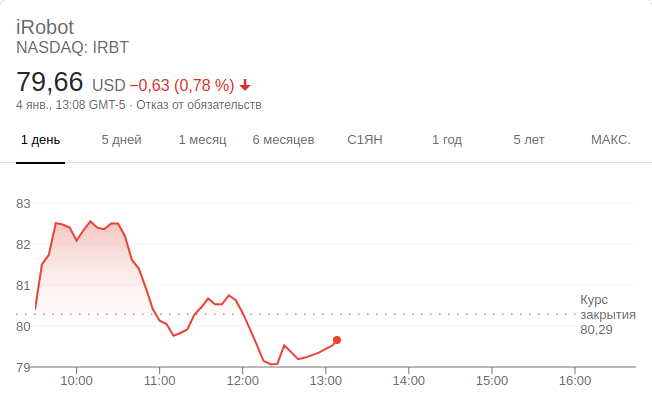 iRobot
NASDAQ: IRBT
79,66 USD −0,63 (0,78 %)
4 янв., 13:08 GMT-5 · Отказ от обязательств
1 день 5 дней 1 месяц 6 месяцев С1ЯН 1 год 5 лет МАКС.
83
82
81
Курс
закрытия
80,29
80
79
10:00 11:00 12:00 13:00 14:00 15:00 16:00